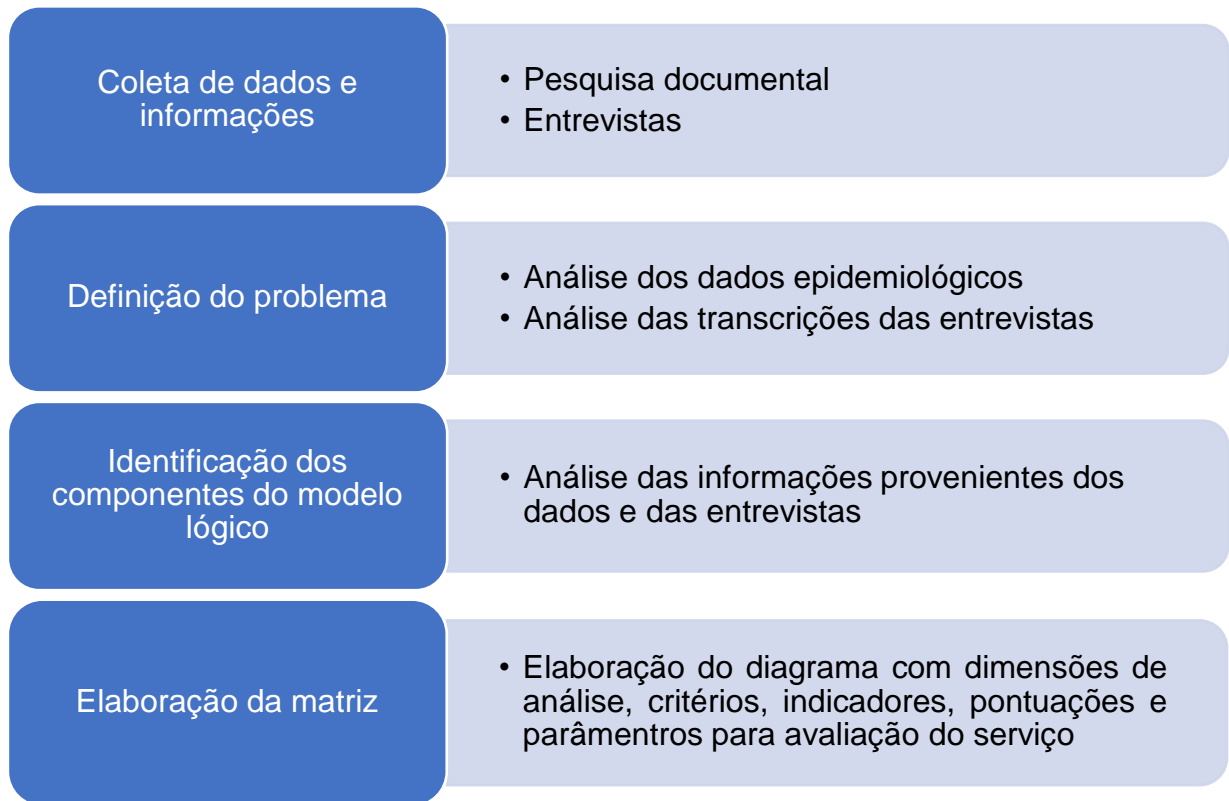 Coleta de dados e
informações
• Pesquisa documental
• Entrevistas
Definição do problema
• Análise dos dados epidemiológicos
• Análise das transcrições das entrevistas
Identificação dos
componentes do modelo
lógico
• Análise das informações provenientes dos
dados e das entrevistas
Elaboração da matriz
• Elaboração do diagrama com dimensões de
análise, critérios, indicadores, pontuações e
parâmentros para avaliação do serviço